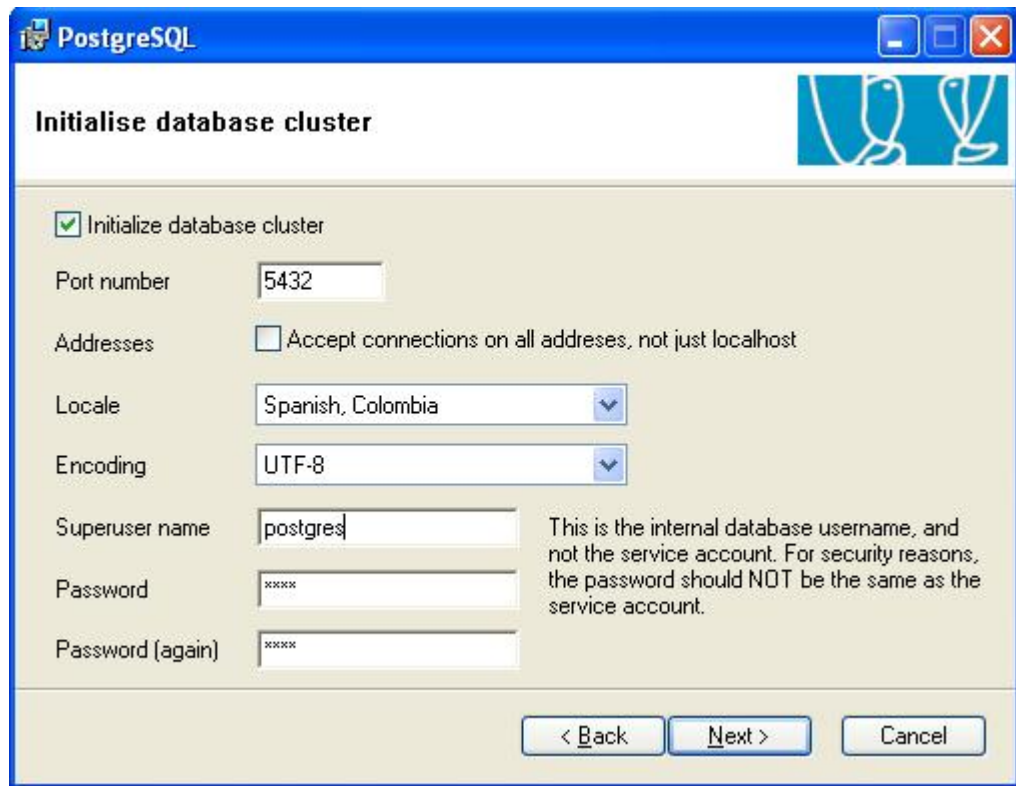 PostgreSQL
Initialise database cluster
Initialize database cluster
Port number 5432
Addresses Accept connections on all addreses, not just localhost
Locale Spanish, Colombia
Encoding UTF-8
Superuser name postgres
This is the internal database username, and
not the service account. For security reasons,
the password should NOT be the same as the
service account.
Password ****
Password (again) ****
< Back Next > Cancel